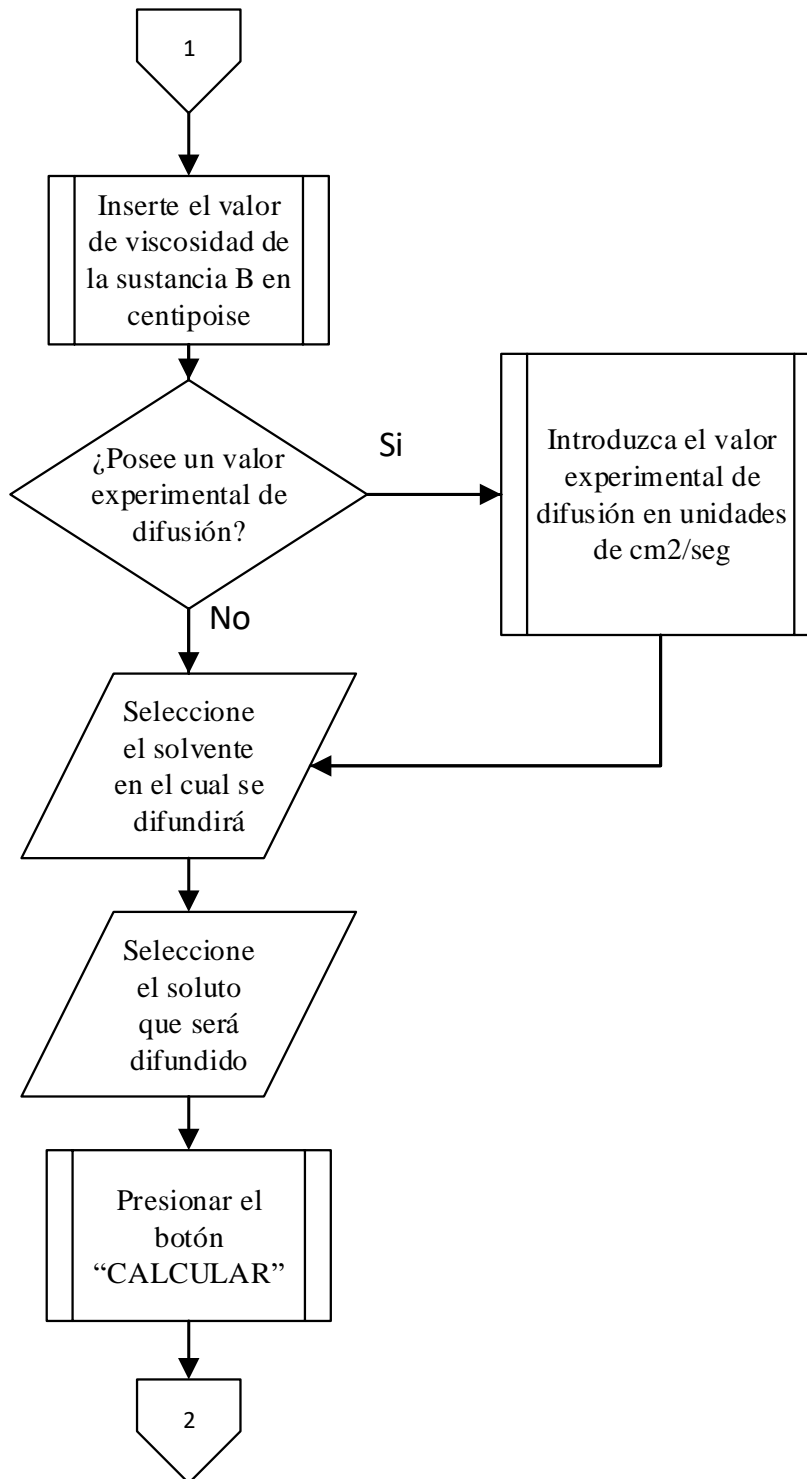 1
Inserte el valor
de viscosidad de
la sustancia B en
centipoise
¿Posee un valor
experimental de
difusión?
Si
Introduzca el valor
experimental de
difusión en unidades
de cm2/seg
No
Seleccione
el solvente
en el cual se
difundirá
Seleccione
el soluto
que será
difundido
Presionar el
botón
“CALCULAR”
2